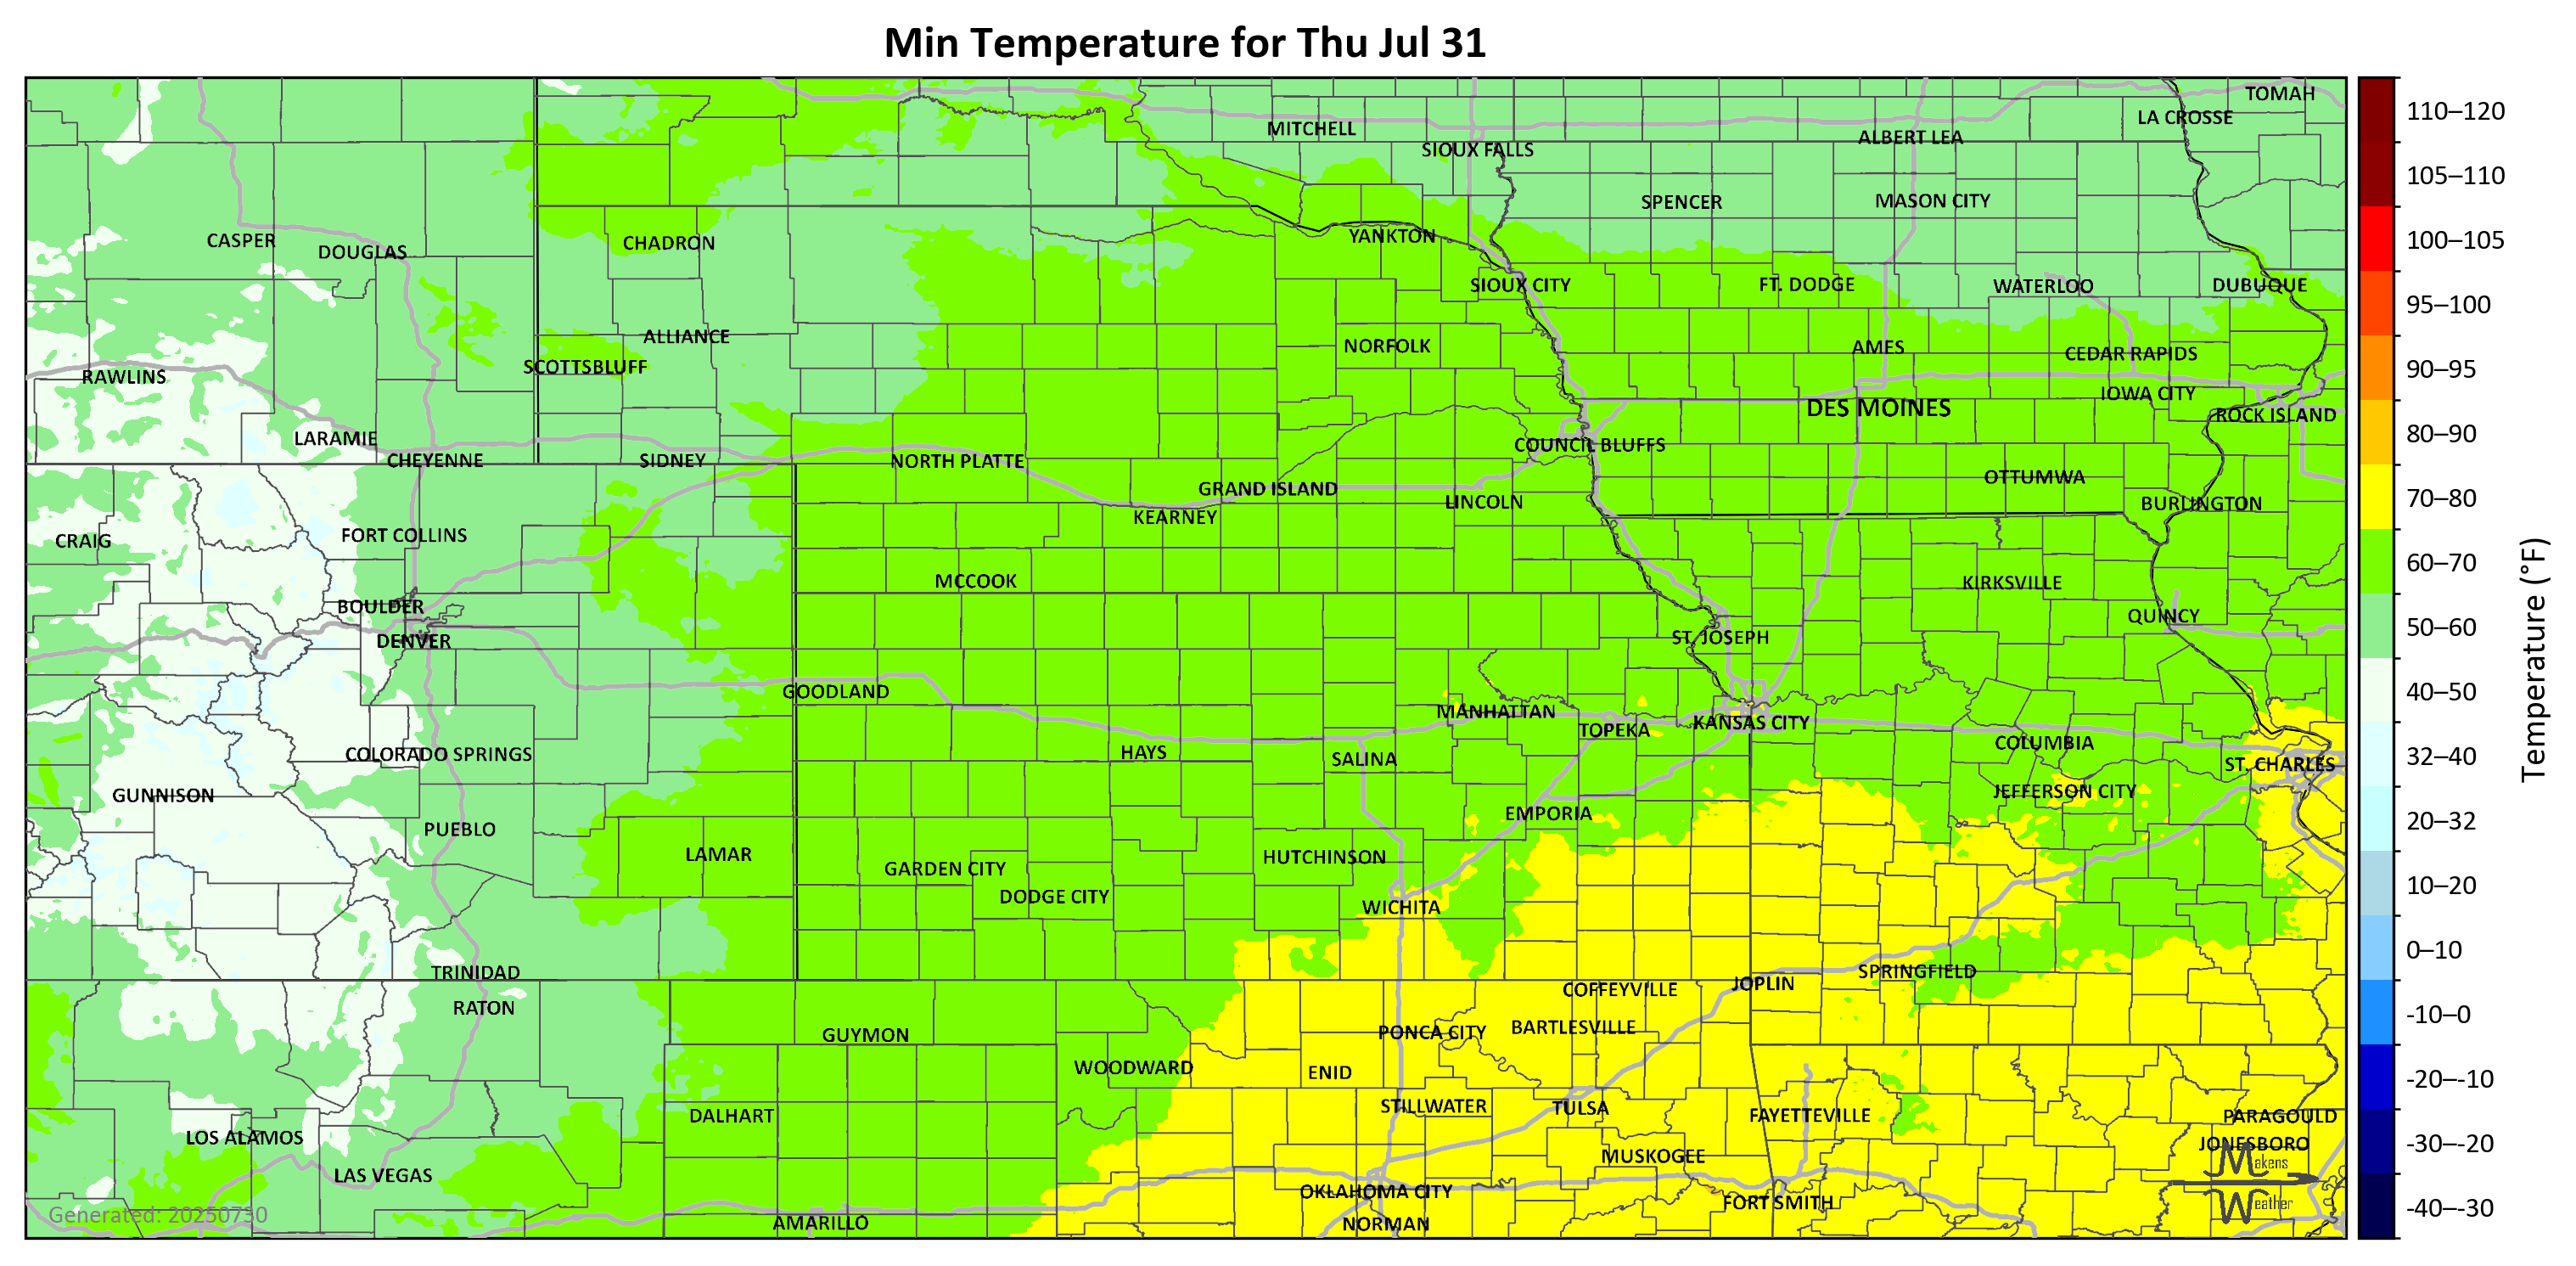 Min Temperature for Thu Jul 31
TOMAH
LA CROSSE
MITCHELL
ALBERT LEA
SIOUX FALLS
SPENCER
MASON CITY
CASPER
DOUGLAS
CHADRON
YANKTON
SIOUX CITY
FT. DODGE
WATERLOO
DUBUQUE
ALLIANCE
NORFOLK
AMES
CEDAR RAPIDS
SCOTTSBLUFF
RAWLINS
IOWA CITY
DES MOINES
ROCK ISLAND
LARAMIE
COUNCIL BLUFFS
CHEYENNE
SIDNEY
NORTH PLATTE
OTTUMWA
GRAND ISLAND
LINCOLN
BURLINGTON
KEARNEY
FORT COLLINS
CRAIG
MCCOOK
KIRKSVILLE
BOULDER
QUINCY
DENVER
ST. JOSEPH
GOODLAND
MANHATTAN
KANSAS CITY
TOPEKA
COLUMBIA
COLORADO SPRINGS
HAYS
SALINA
ST. CHARLES
GUNNISON
JEFFERSON CITY
EMPORIA
PUEBLO
LAMAR
HUTCHINSON
GARDEN CITY
DODGE CITY
WICHITA
TRINIDAD
SPRINGFIELD
JOPLIN
COFFEYVILLE
RATON
GUYMON
PONCA CITY
BARTLESVILLE
WOODWARD
ENID
DALHART
STILLWATER
TULSA
FAYETTEVILLE
PARAGOULD
LOS ALAMOS
JONESBORO
MUSKOGEE
LAS VEGAS
OKLAHOMA CITY
FORT SMITH
AMARILLO
NORMAN
Generated: 20250730
Makens
Weather
110–120
105–110
100–105
95–100
90–95
80–90
70–80
60–70
50–60
40–50
32–40
20–32
10–20
0–10
-10–0
-20–-10
-30–-20
-40–-30
Temperature (°F)